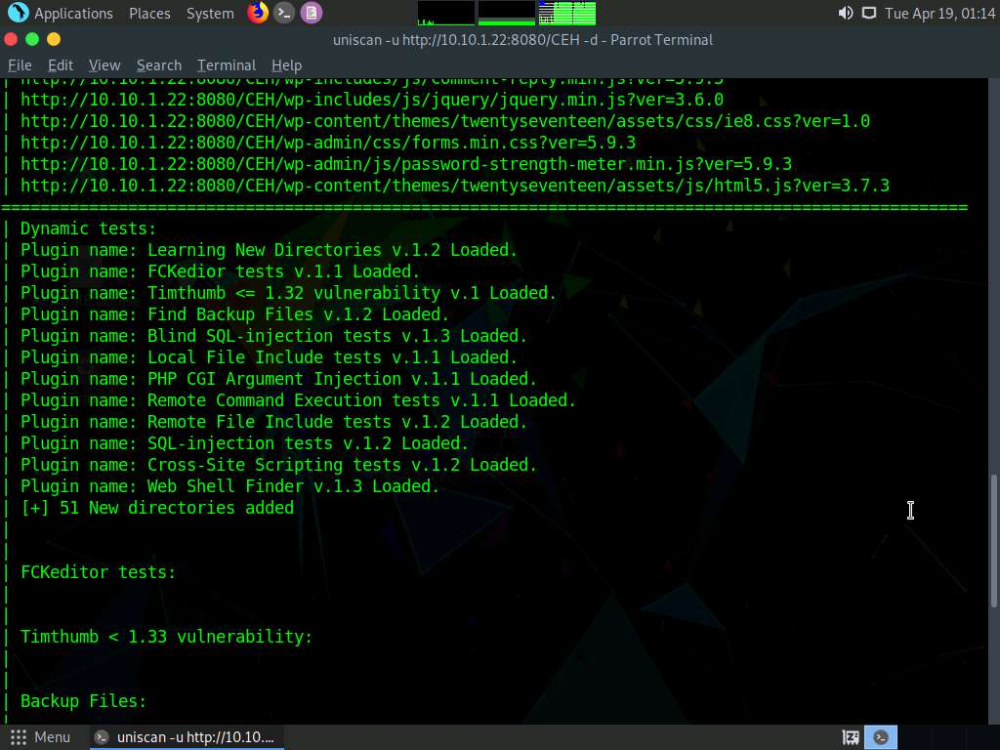 Applications Places System Tue Apr 19, 01:14
uniscan -u http://10.10.1.22:8080/CEH -d - Parrot Terminal
File Edit View Search Terminal Help
| http://10.10.1.22:8080/CEH/wp-includes/js/comment-reply.min.js?ver=5.9.3
| http://10.10.1.22:8080/CEH/wp-includes/js/jquery/jquery.min.js?ver=3.6.0
| http://10.10.1.22:8080/CEH/wp-content/themes/twentyseventeen/assets/css/ie8.css?ver=1.0
| http://10.10.1.22:8080/CEH/wp-admin/css/forms.min.css?ver=5.9.3
| http://10.10.1.22:8080/CEH/wp-admin/js/password-strength-meter.min.js?ver=5.9.3
| http://10.10.1.22:8080/CEH/wp-content/themes/twentyseventeen/assets/js/html5.js?ver=3.7.3
===================================================================================================
| Dynamic tests:
| Plugin name: Learning New Directories v.1.2 Loaded.
| Plugin name: FCKedior tests v.1.1 Loaded.
| Plugin name: Timthumb <= 1.32 vulnerability v.1 Loaded.
| Plugin name: Find Backup Files v.1.2 Loaded.
| Plugin name: Blind SQL-injection tests v.1.3 Loaded.
| Plugin name: Local File Include tests v.1.1 Loaded.
| Plugin name: PHP CGI Argument Injection v.1.1 Loaded.
| Plugin name: Remote Command Execution tests v.1.1 Loaded.
| Plugin name: Remote File Include tests v.1.2 Loaded.
| Plugin name: SQL-injection tests v.1.2 Loaded.
| Plugin name: Cross-Site Scripting tests v.1.2 Loaded.
| Plugin name: Web Shell Finder v.1.3 Loaded.
| [+] 51 New directories added
|
|
| FCKeditor tests:
|
|
| Timthumb < 1.33 vulnerability:
|
|
| Backup Files:
|
Menu uniscan -u http://10.10....